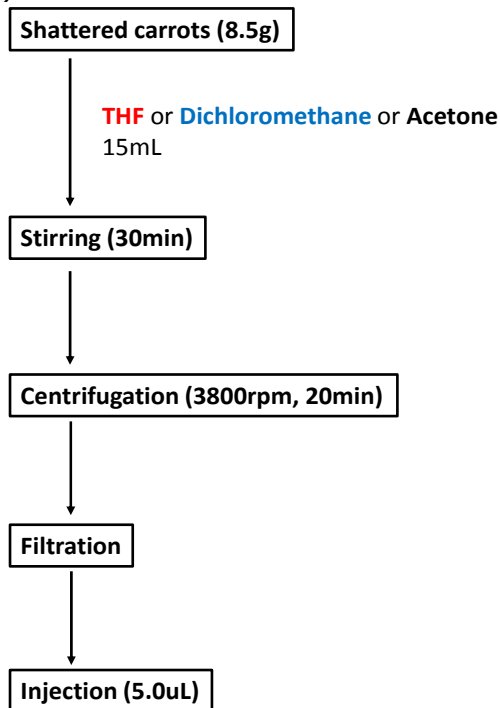 Shattered carrots (8.5g)
THF or Dichloromethane or Acetone
15mL
Stirring (30min)
Centrifugation (3800rpm, 20min)
Filtration
Injection (5.0uL)